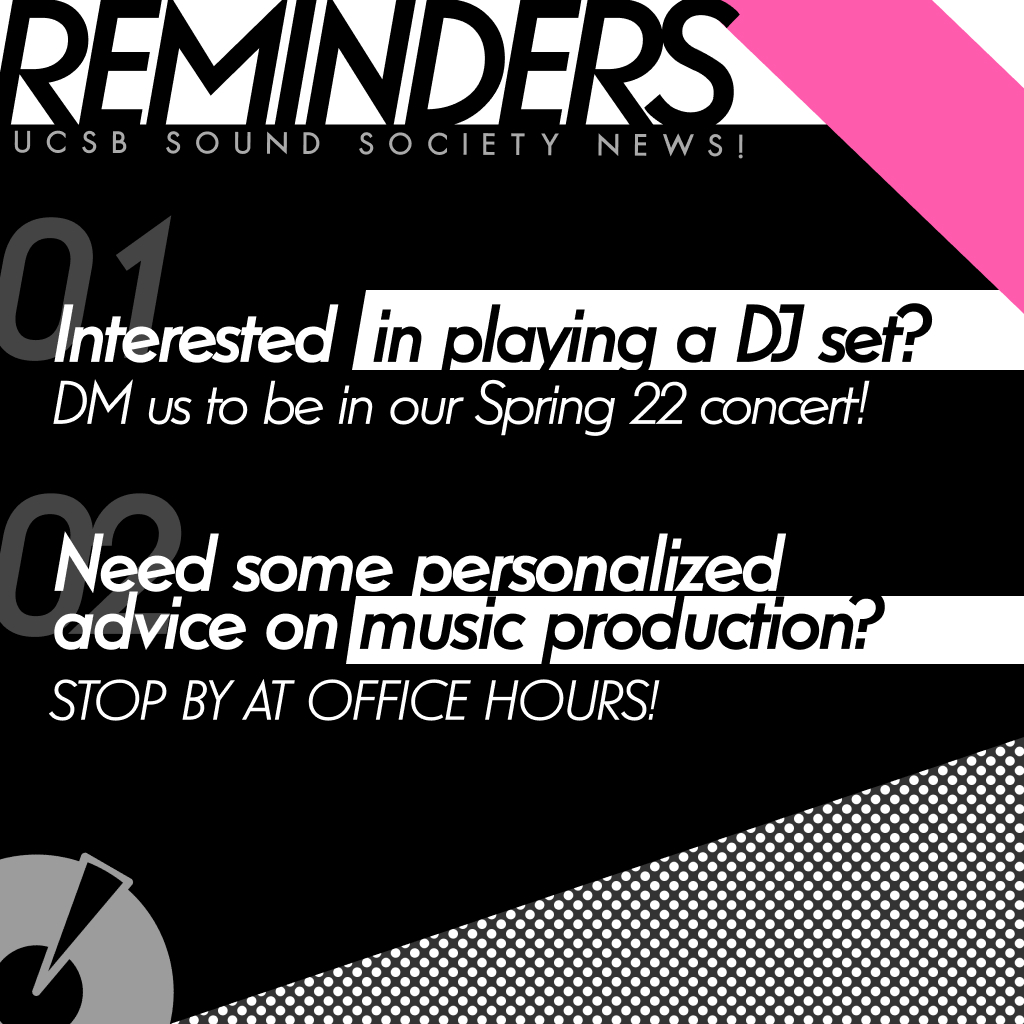 REMINDERS
UCSB SOUND SOCIETY NEWS!
01
Interested in playing a DJ set?
DM us to be in our Spring 22 concert!
02
Need some personalized
advice on music production?
STOP BY AT OFFICE HOURS!